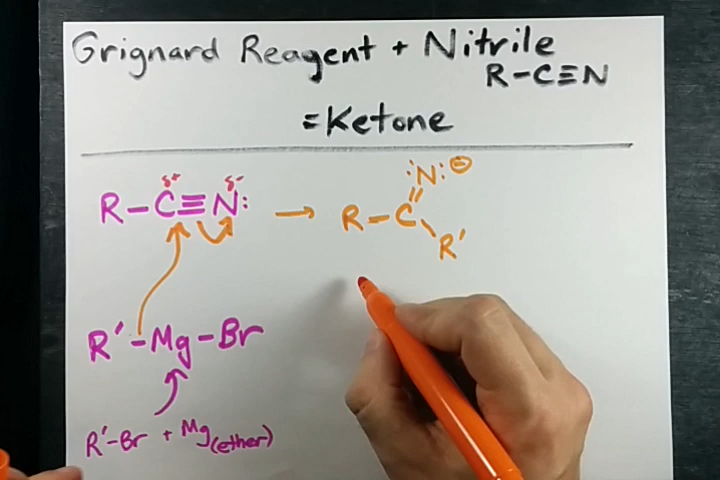 Grignard Reagent + Nitrile
R-C≡N
=Ketone
δ+ δ-
R-C≡N: → R-C(=N̈:⊖)-R'
R'-Mg-Br
R'-Br + Mg(ether)